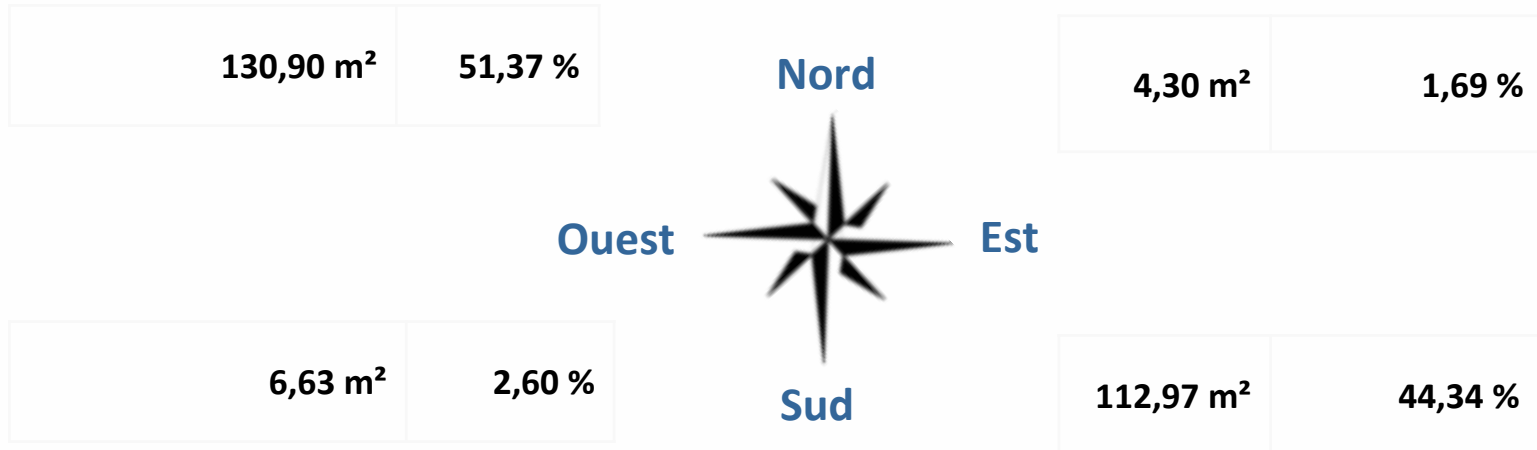 130,90 m² 51,37 %
Nord
4,30 m² 1,69 %
Ouest
Est
6,63 m² 2,60 %
Sud
112,97 m² 44,34 %